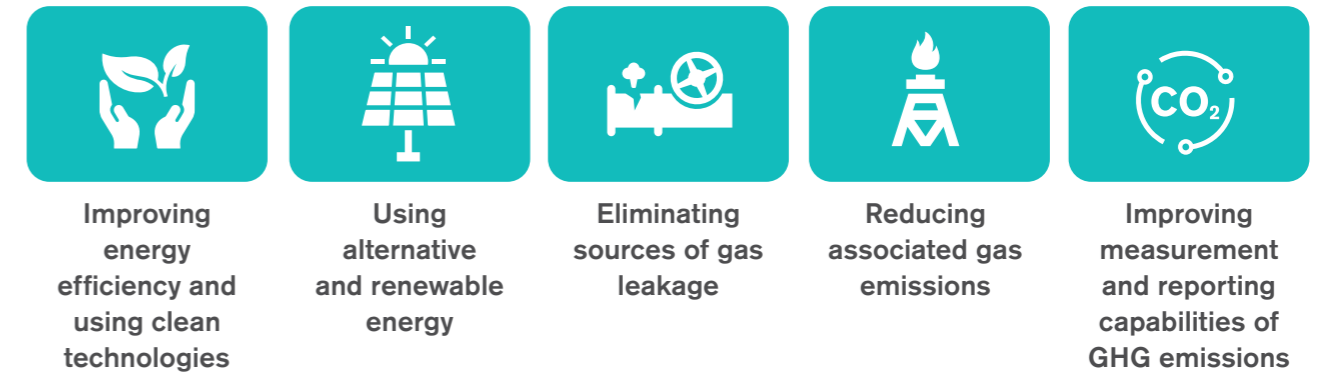 CO₂
Improving
energy
efficiency and
using clean
technologies
Using
alternative
and renewable
energy
Eliminating
sources of gas
leakage
Reducing
associated gas
emissions
Improving
measurement
and reporting
capabilities of
GHG emissions